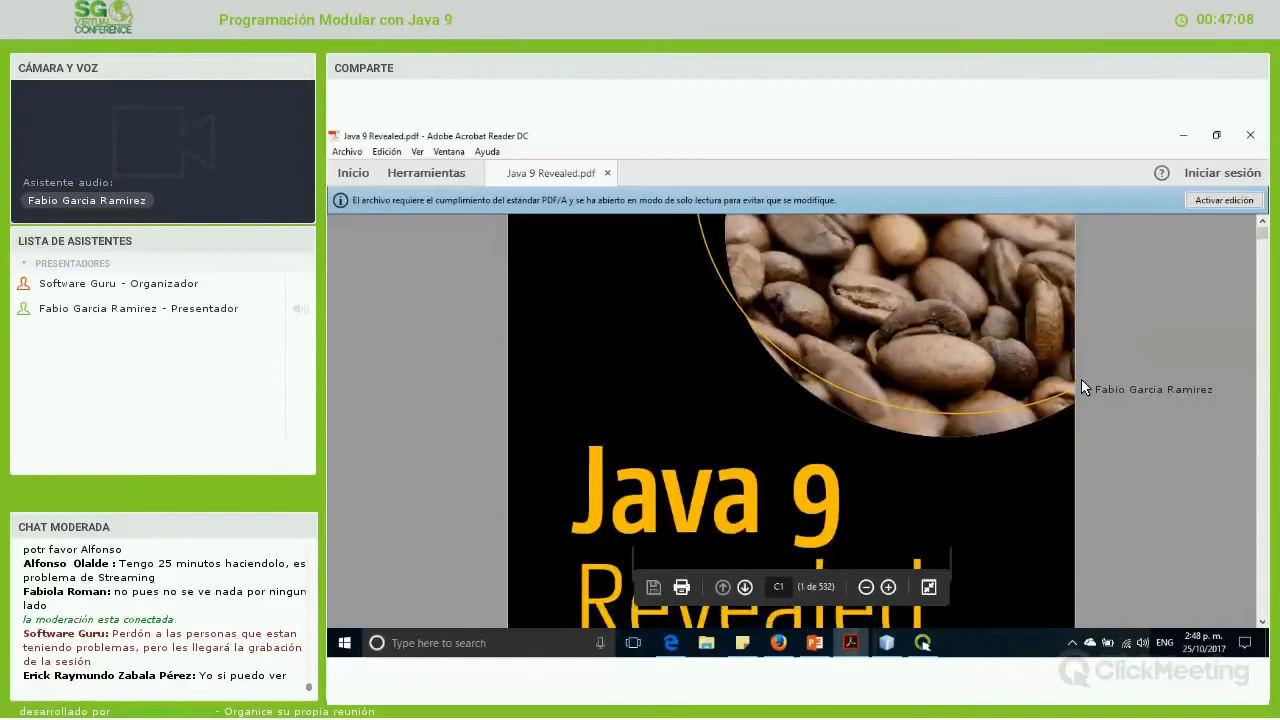 SG
VIRTUAL
CONFERENCE
Programación Modular con Java 9
00:47:08
CÁMARA Y VOZ
Asistente audio:
Fabio Garcia Ramirez
LISTA DE ASISTENTES
PRESENTADORES
Software Guru - Organizador
Fabio Garcia Ramirez - Presentador
CHAT MODERADA
potr favor Alfonso
Alfonso Olalde : Tengo 25 minutos haciendolo, es
problema de Streaming
Fabiola Roman: no pues no se ve nada por ningun
lado
la moderación esta conectada.
Software Guru: Perdón a las personas que estan
teniendo problemas, pero les llegará la grabación
de la sesión
Erick Raymundo Zabala Pérez: Yo si puedo ver
desarrollado por - Organice su propia reunión
COMPARTE
Java 9 Revealed.pdf - Adobe Acrobat Reader DC
Archivo Edición Ver Ventana Ayuda
Inicio Herramientas Java 9 Revealed.pdf × ? Iniciar sesión
El archivo requiere el cumplimiento del estándar PDF/A y se ha abierto en modo de solo lectura para evitar que se modifique.
Activar edición
Fabio Garcia Ramirez
Java 9
Revealed
C1 (1 de 532)
Type here to search
ENG
2:48 p. m.
25/10/2017
ClickMeeting